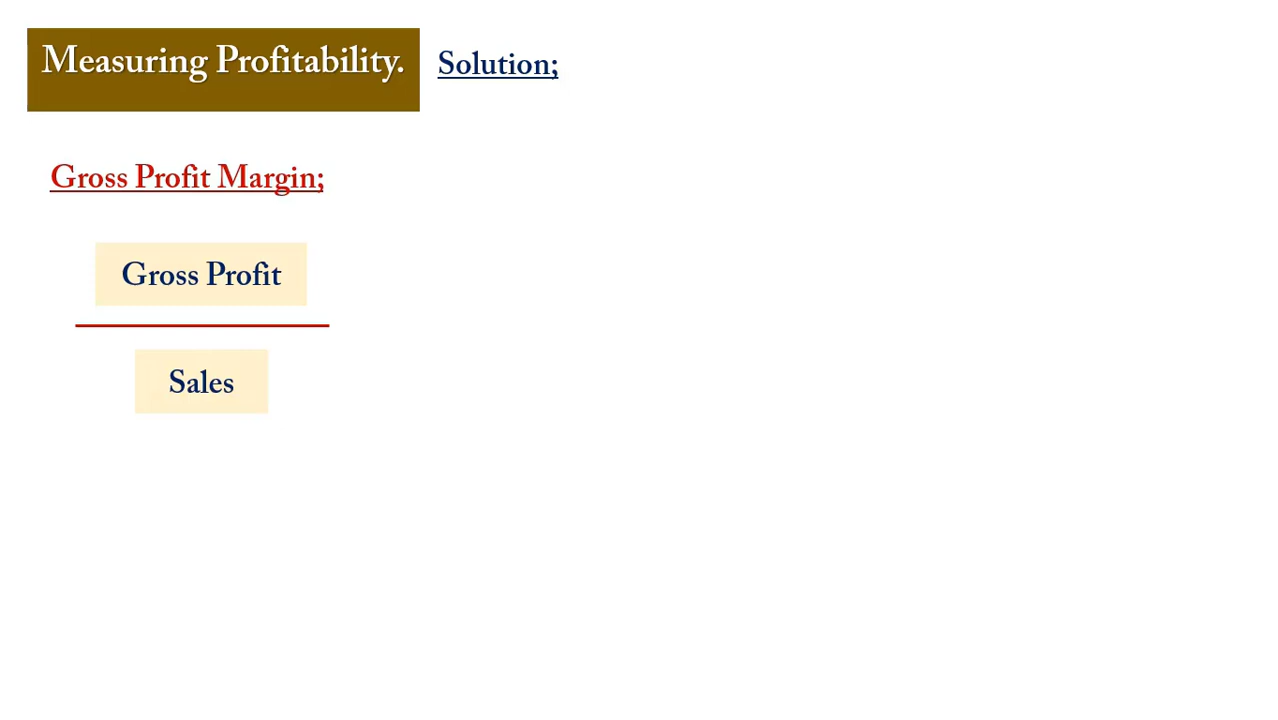 Measuring Profitability.
Solution;
Gross Profit Margin;
Gross Profit
Sales